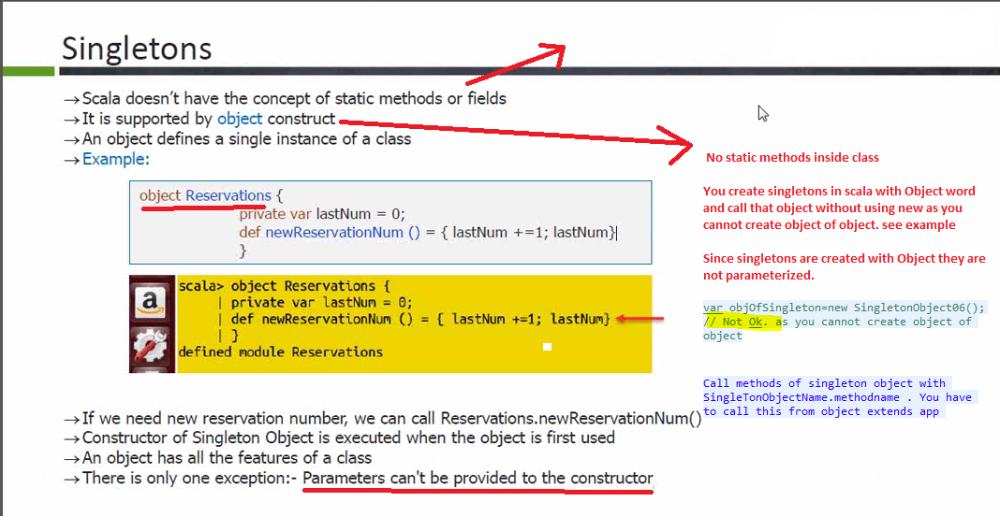 Singletons
→Scala doesn’t have the concept of static methods or fields
→It is supported by object construct
→An object defines a single instance of a class
→Example:
object Reservations {
private var lastNum = 0;
def newReservationNum () = { lastNum +=1; lastNum}
}
a
scala> object Reservations {
| private var lastNum = 0;
| def newReservationNum () = { lastNum +=1; lastNum}
| }
defined module Reservations
→If we need new reservation number, we can call Reservations.newReservationNum()
→Constructor of Singleton Object is executed when the object is first used
→An object has all the features of a class
→There is only one exception:- Parameters can't be provided to the constructor
No static methods inside class
You create singletons in scala with Object word
and call that object without using new as you
cannot create object of object. see example
Since singletons are created with Object they are
not parameterized.
var objOfSingleton=new SingletonObject06();
// Not Ok. as you cannot create object of
object
Call methods of singleton object with
SingleTonObjectName.methodname . You have
to call this from object extends app